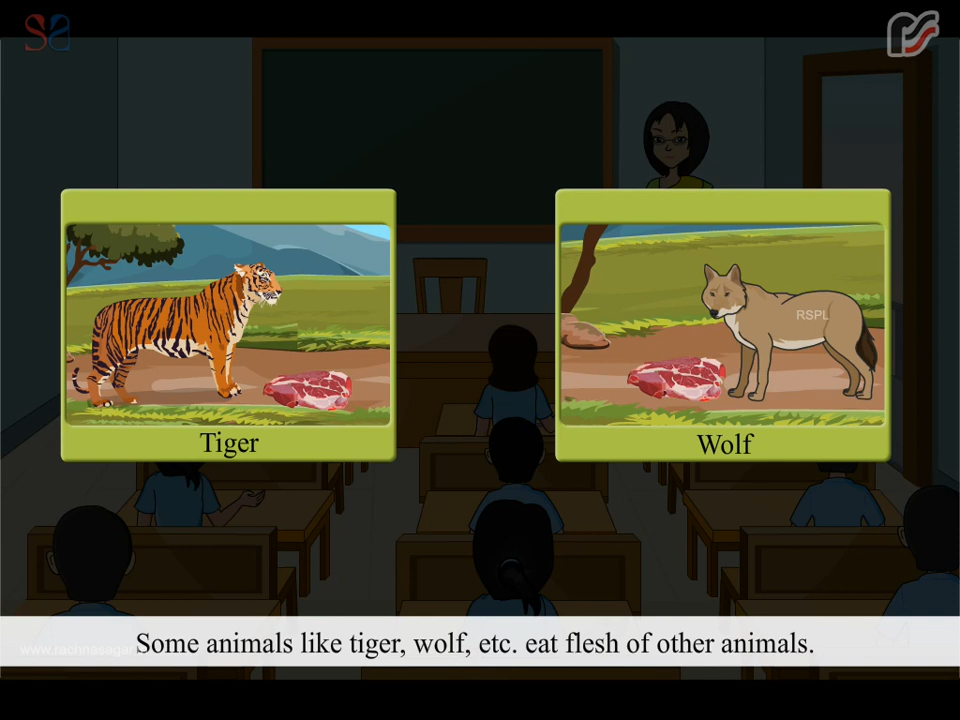 RSPL
Tiger
Wolf
Some animals like tiger, wolf, etc. eat flesh of other animals.